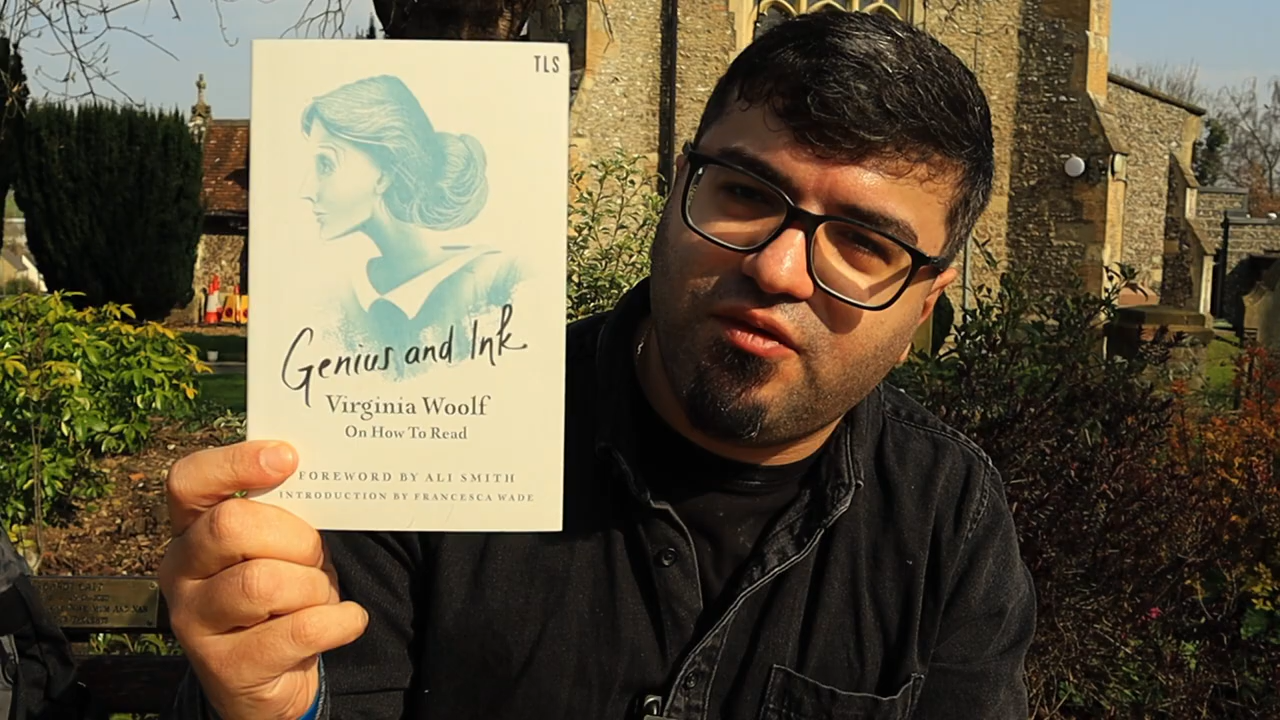 TLS
Genius and Ink
Virginia Woolf
On How To Read
FOREWORD BY ALI SMITH
INTRODUCTION BY FRANCESCA WADE